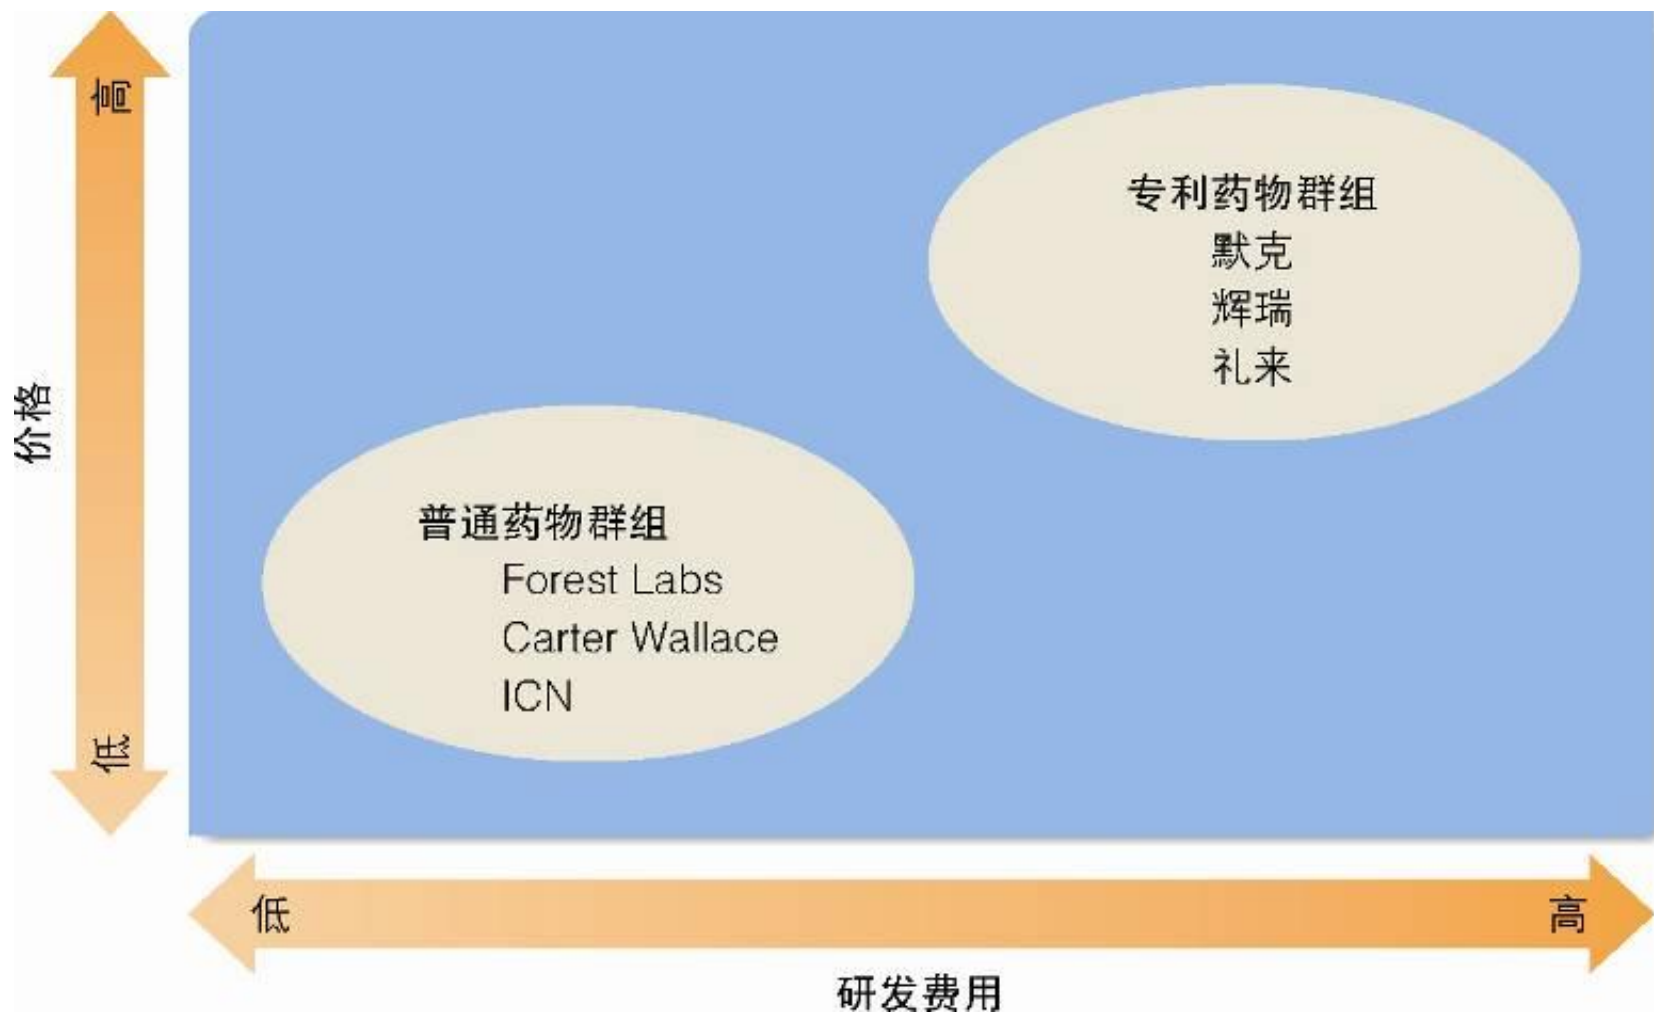 高
价格
低
专利药物群组
默克
辉瑞
礼来
普通药物群组
Forest Labs
Carter Wallace
ICN
低
高
研发费用